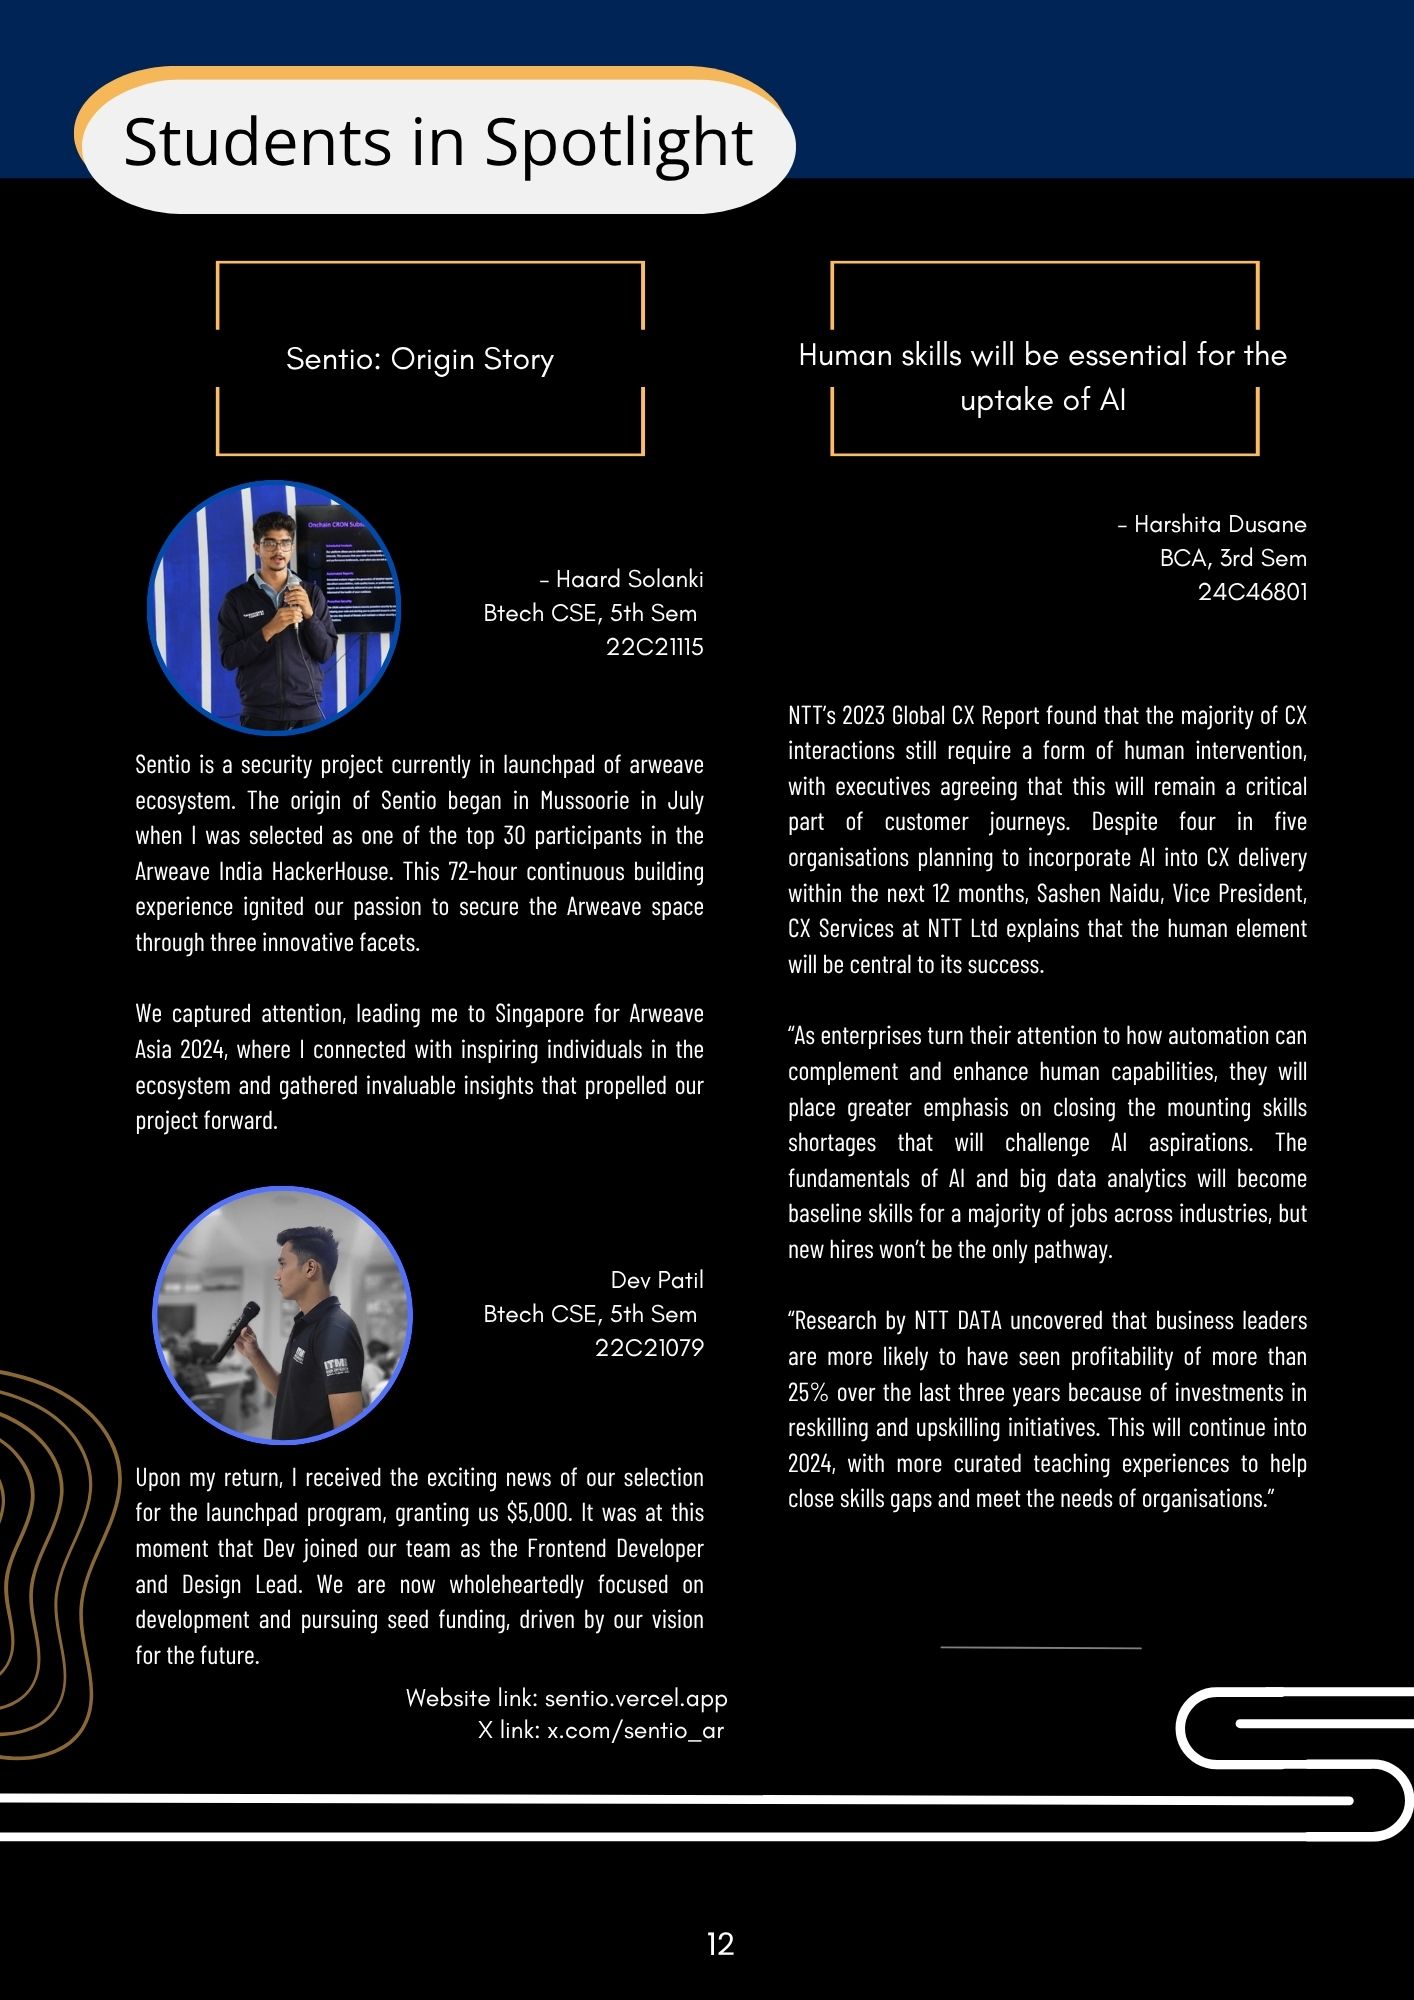 Students in Spotlight
Sentio: Origin Story
Onchain CRON Subs
- Haard Solanki
Btech CSE, 5th Sem
22C21115
Sentio is a security project currently in launchpad of arweave
ecosystem. The origin of Sentio began in Mussoorie in July
when I was selected as one of the top 30 participants in the
Arweave India HackerHouse. This 72-hour continuous building
experience ignited our passion to secure the Arweave space
through three innovative facets.
We captured attention, leading me to Singapore for Arweave
Asia 2024, where I connected with inspiring individuals in the
ecosystem and gathered invaluable insights that propelled our
project forward.
Dev Patil
Btech CSE, 5th Sem
22C21079
ITM
Upon my return, I received the exciting news of our selection
for the launchpad program, granting us $5,000. It was at this
moment that Dev joined our team as the Frontend Developer
and Design Lead. We are now wholeheartedly focused on
development and pursuing seed funding, driven by our vision
for the future.
Website link: sentio.vercel.app
X link: x.com/sentio_ar
Human skills will be essential for the
uptake of AI
- Harshita Dusane
BCA, 3rd Sem
24C46801
NTT’s 2023 Global CX Report found that the majority of CX
interactions still require a form of human intervention,
with executives agreeing that this will remain a critical
part of customer journeys. Despite four in five
organisations planning to incorporate AI into CX delivery
within the next 12 months, Sashen Naidu, Vice President,
CX Services at NTT Ltd explains that the human element
will be central to its success.
“As enterprises turn their attention to how automation can
complement and enhance human capabilities, they will
place greater emphasis on closing the mounting skills
shortages that will challenge AI aspirations. The
fundamentals of AI and big data analytics will become
baseline skills for a majority of jobs across industries, but
new hires won’t be the only pathway.
“Research by NTT DATA uncovered that business leaders
are more likely to have seen profitability of more than
25% over the last three years because of investments in
reskilling and upskilling initiatives. This will continue into
2024, with more curated teaching experiences to help
close skills gaps and meet the needs of organisations.”
12